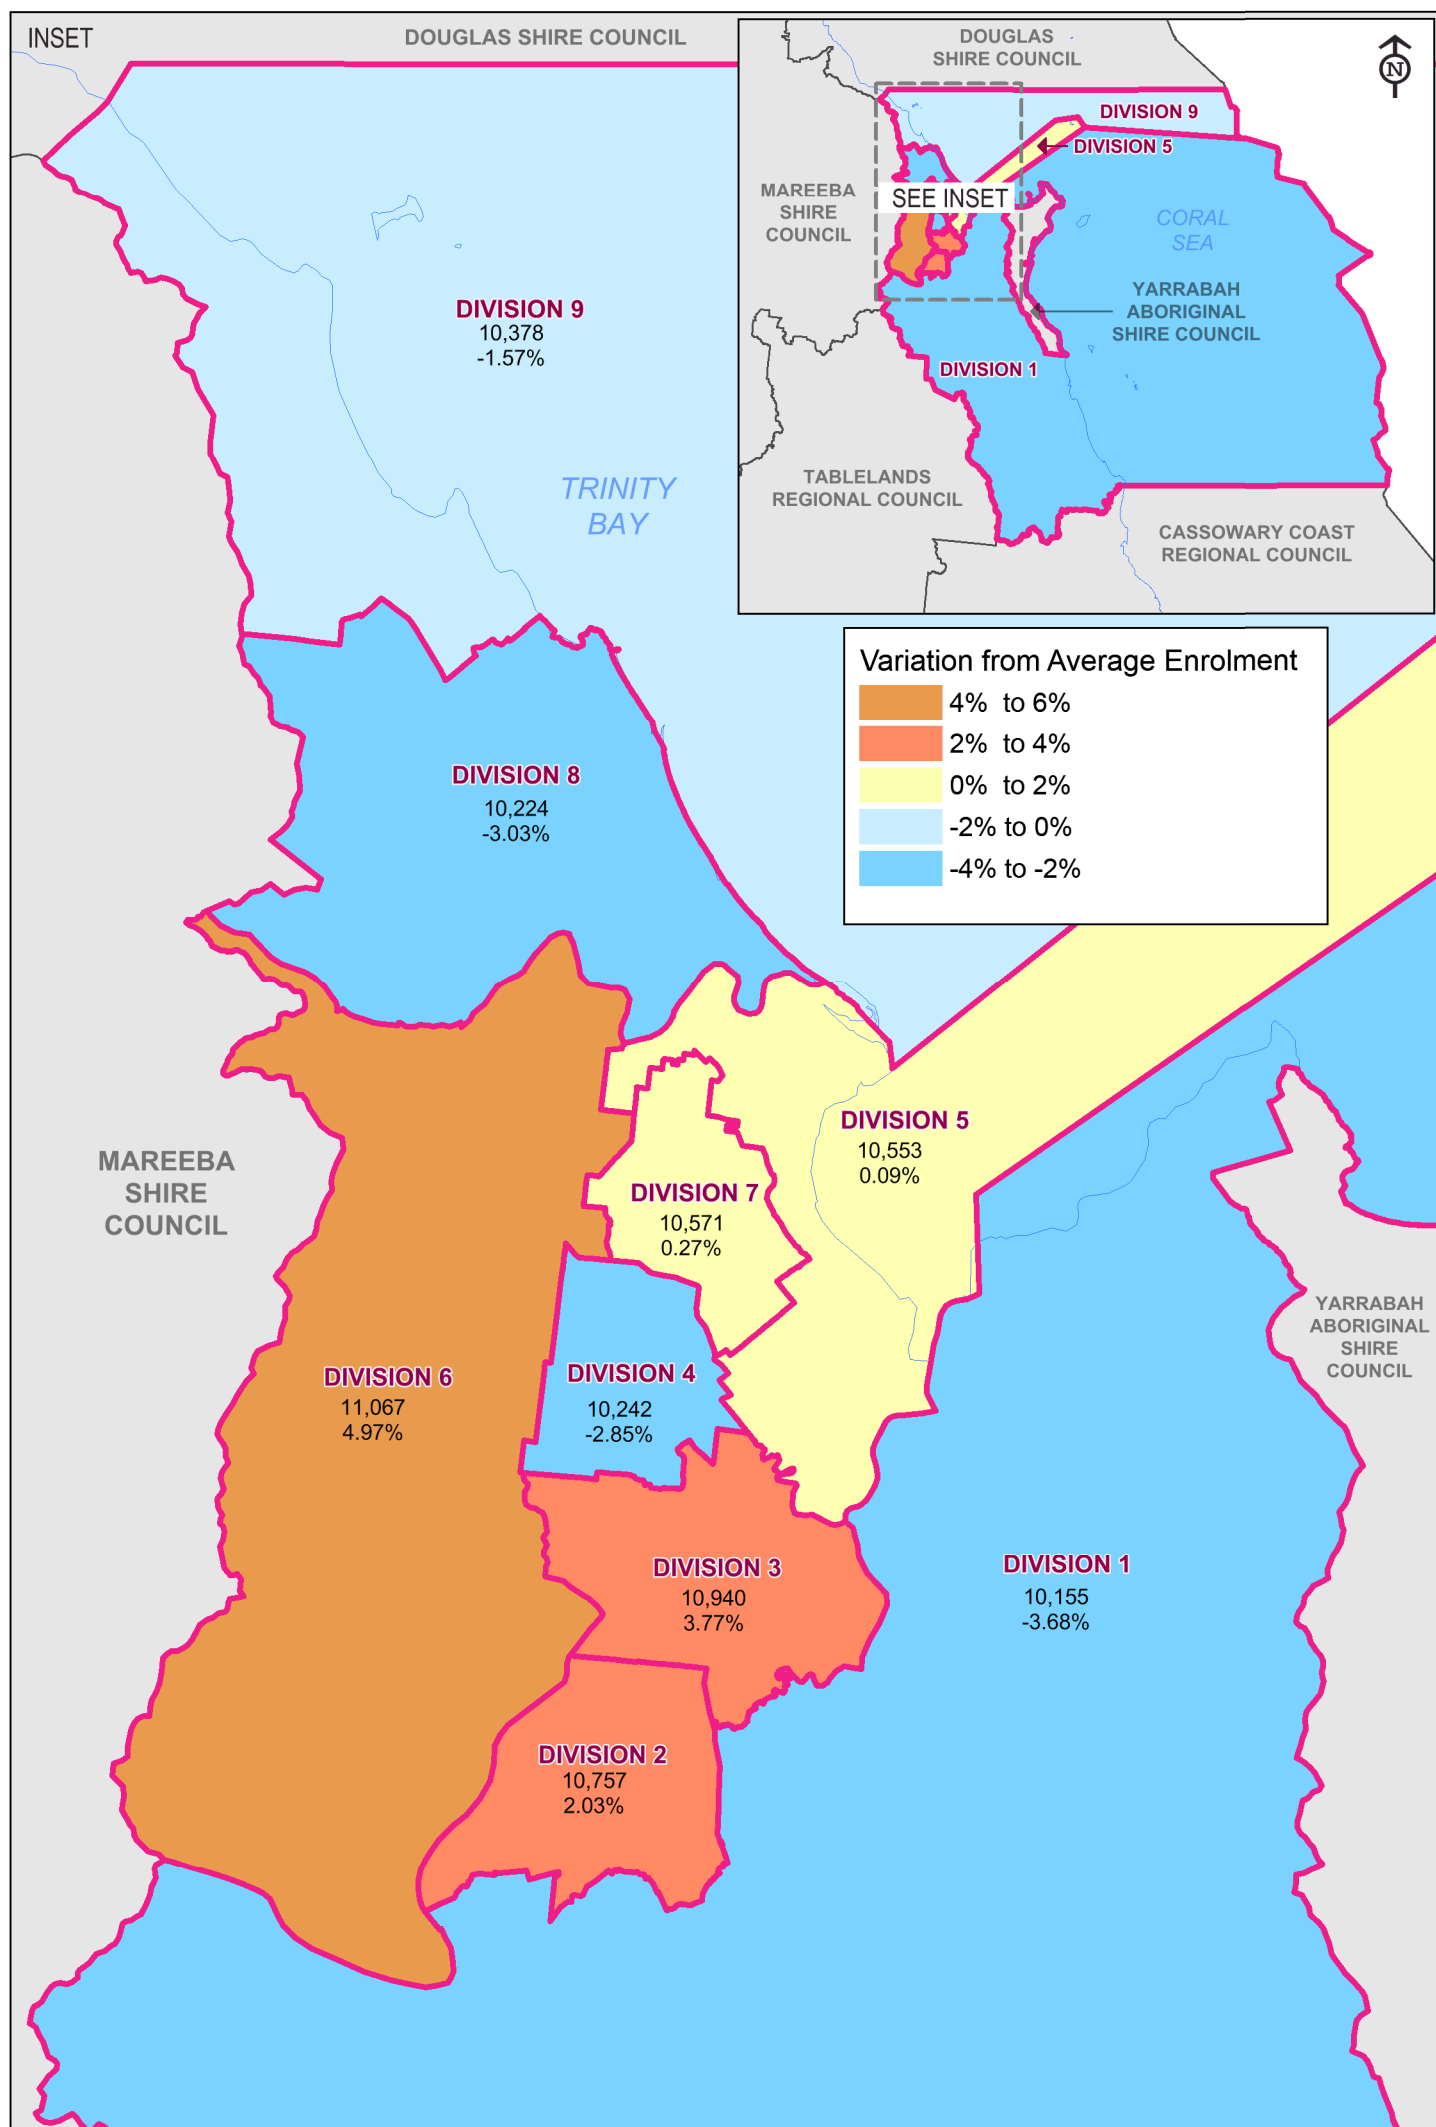 INSET
DOUGLAS SHIRE COUNCIL
DOUGLAS
SHIRE COUNCIL
N
DIVISION 9
DIVISION 5
MAREEBA
SHIRE
COUNCIL
SEE INSET
CORAL
SEA
YARRABAH
ABORIGINAL
SHIRE COUNCIL
DIVISION 1
TABLELANDS
REGIONAL COUNCIL
CASSOWARY COAST
REGIONAL COUNCIL
DIVISION 9
10,378
-1.57%
TRINITY
BAY
Variation from Average Enrolment
4% to 6%
2% to 4%
0% to 2%
-2% to 0%
-4% to -2%
DIVISION 8
10,224
-3.03%
DIVISION 5
10,553
0.09%
MAREEBA
SHIRE
COUNCIL
DIVISION 7
10,571
0.27%
YARRABAH
ABORIGINAL
SHIRE
COUNCIL
DIVISION 6
11,067
4.97%
DIVISION 4
10,242
-2.85%
DIVISION 3
10,940
3.77%
DIVISION 1
10,155
-3.68%
DIVISION 2
10,757
2.03%